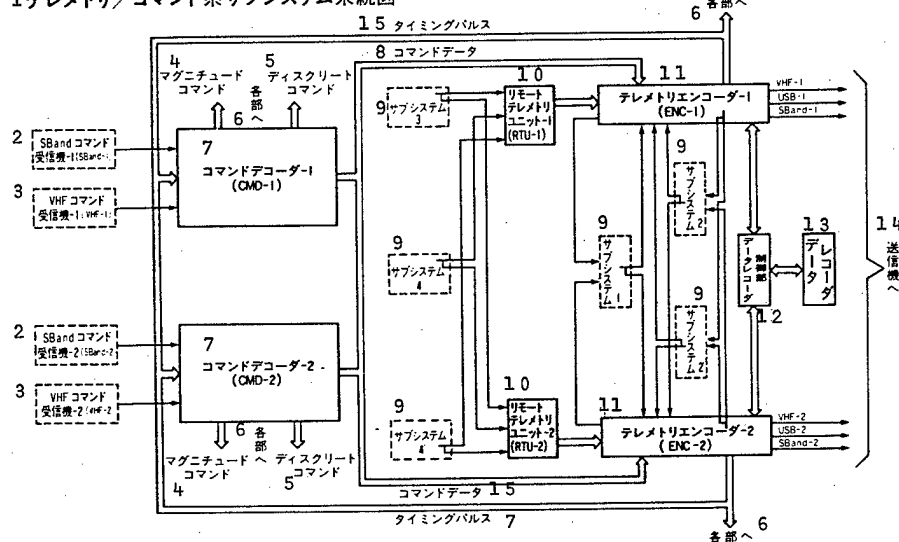 1テレメトリ/コマンド系サブシステム系統図
6 各部へ
15 タイミングパルス
8 コマンドデータ
4
マグニチュード
コマンド
6 各部へ
5
ディスクリート
コマンド
2
SBandコマンド
受信機-1(SBand-1)
3
VHFコマンド
受信機-1(VHF-1)
7
コマンドデコーダ-1
(CMD-1)
9
サブシステム
3
10
リモート
テレメトリ
ユニット-1
(RTU-1)
11
テレメトリエンコーダ-1
(ENC-1)
VHF-1
USB-1
SBand-1
9
サブシステム2
9
サブシステム
4
9
サブシステム1
9
サブシステム2
データレコーダ
制御部
12
13
データ
レコーダ
14
送信機へ
2
SBandコマンド
受信機-2(SBand-2
3
VHFコマンド
受信機-2(VHF-2
7
コマンドデコーダ-2
(CMD-2)
9
サブシステム
4
10
リモート
テレメトリ
ユニット-2
(RTU-2)
11
テレメトリエンコーダ-2
(ENC-2)
VHF-2
USB-2
SBand-2
マグニチュード
コマンド
4
6 各部へ
ディスクリート
コマンド
5
コマンドデータ 15
タイミングパルス 7
各部へ 6